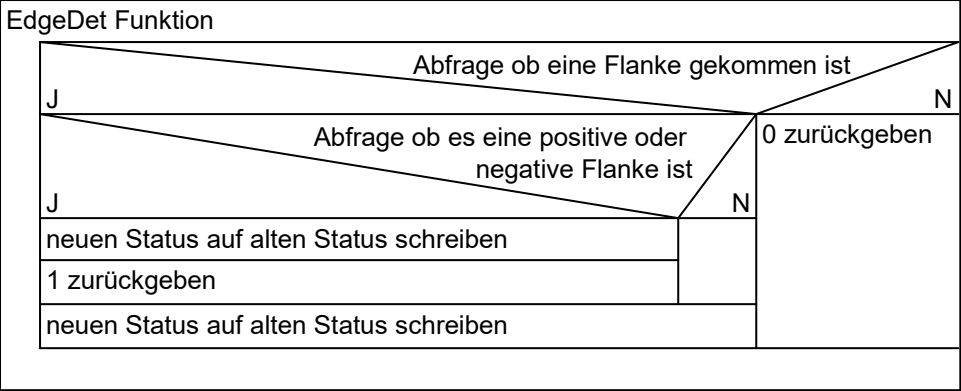 EdgeDet Funktion
Abfrage ob eine Flanke gekommen ist
J
N
Abfrage ob es eine positive oder
negative Flanke ist
0 zurückgeben
J
N
neuen Status auf alten Status schreiben
1 zurückgeben
neuen Status auf alten Status schreiben